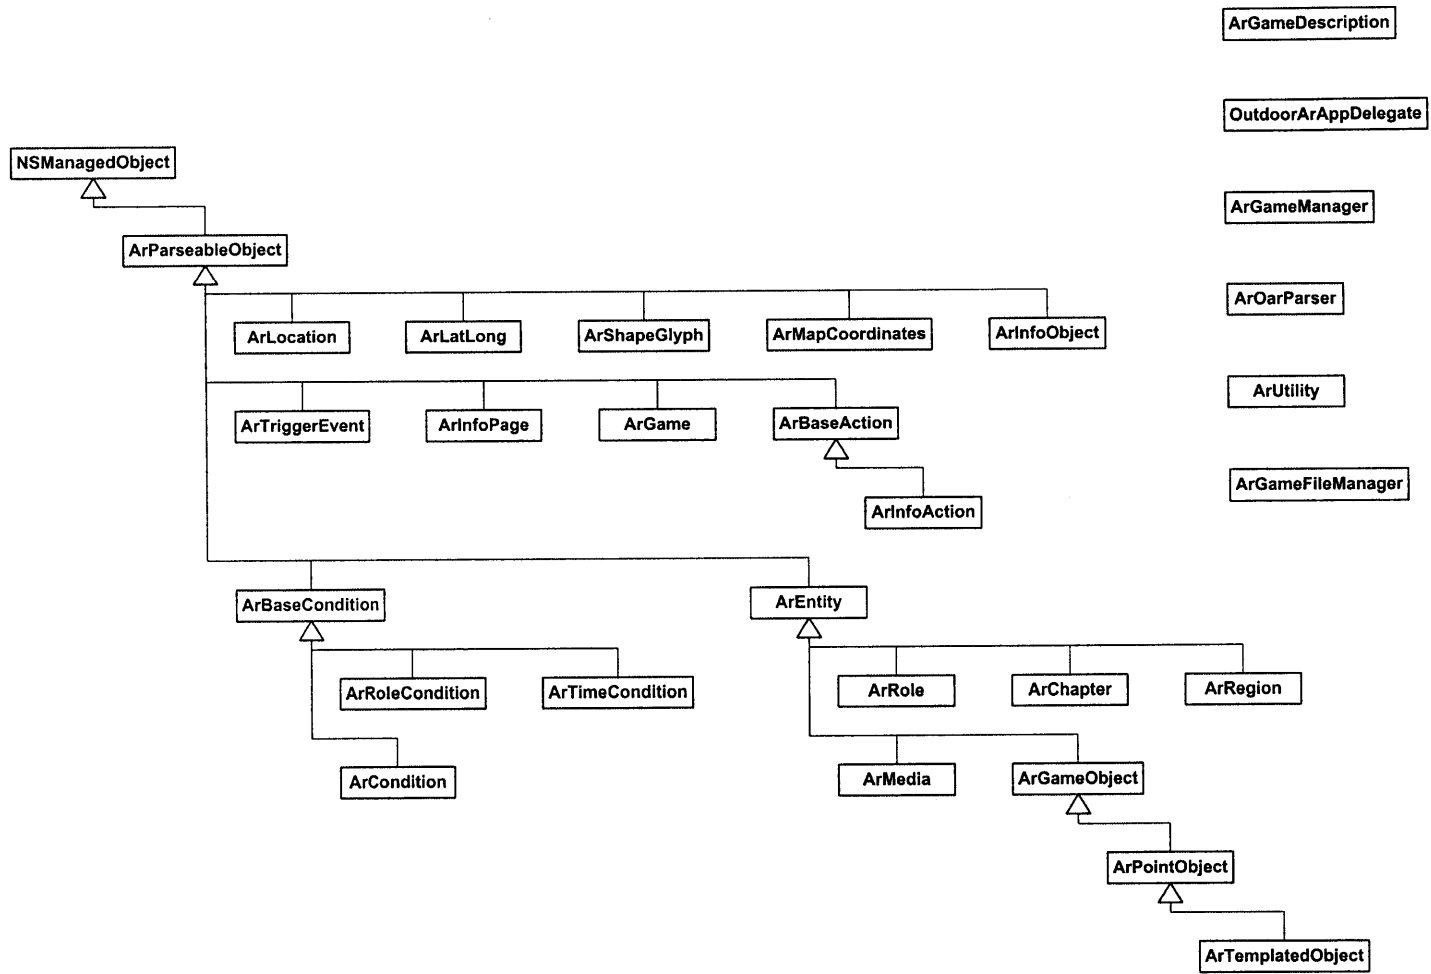 ArGameDescription
OutdoorArAppDelegate
NSManagedObject
ArGameManager
ArParseableObject
ArOarParser
ArLocation
ArLatLong
ArShapeGlyph
ArMapCoordinates
ArInfoObject
ArUtility
ArTriggerEvent
ArInfoPage
ArGame
ArBaseAction
ArGameFileManager
ArInfoAction
ArBaseCondition
ArEntity
ArRoleCondition
ArTimeCondition
ArRole
ArChapter
ArRegion
ArCondition
ArMedia
ArGameObject
ArPointObject
ArTemplatedObject